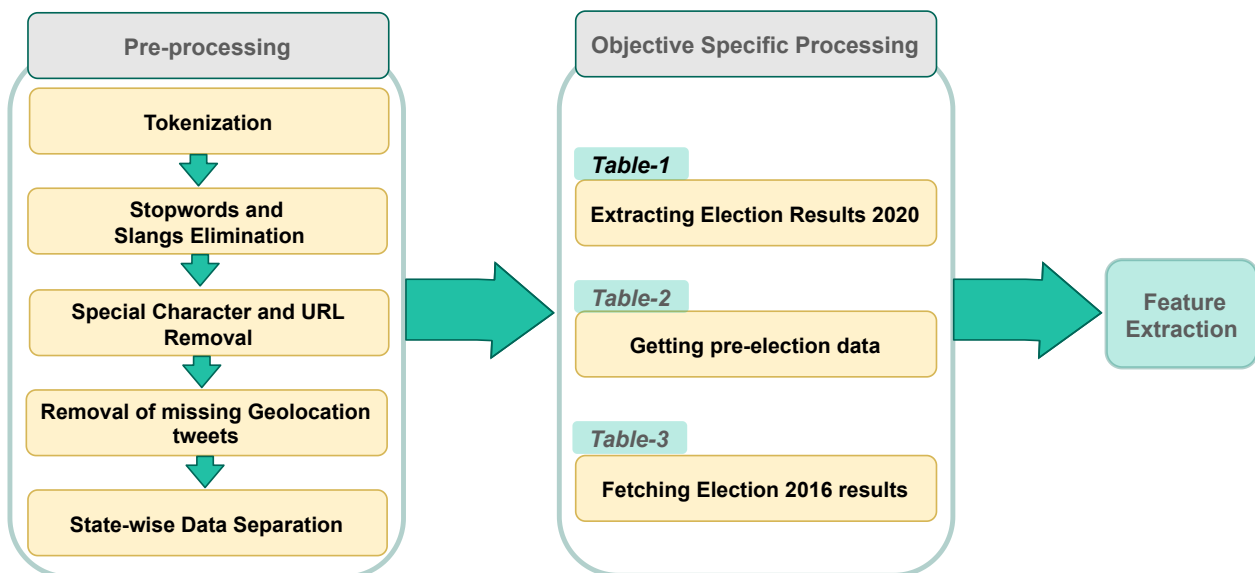 Pre-processing
Tokenization
Stopwords and
Slangs Elimination
Special Character and URL
Removal
Removal of missing Geolocation
tweets
State-wise Data Separation
Objective Specific Processing
Table-1
Extracting Election Results 2020
Table-2
Getting pre-election data
Table-3
Fetching Election 2016 results
Feature
Extraction